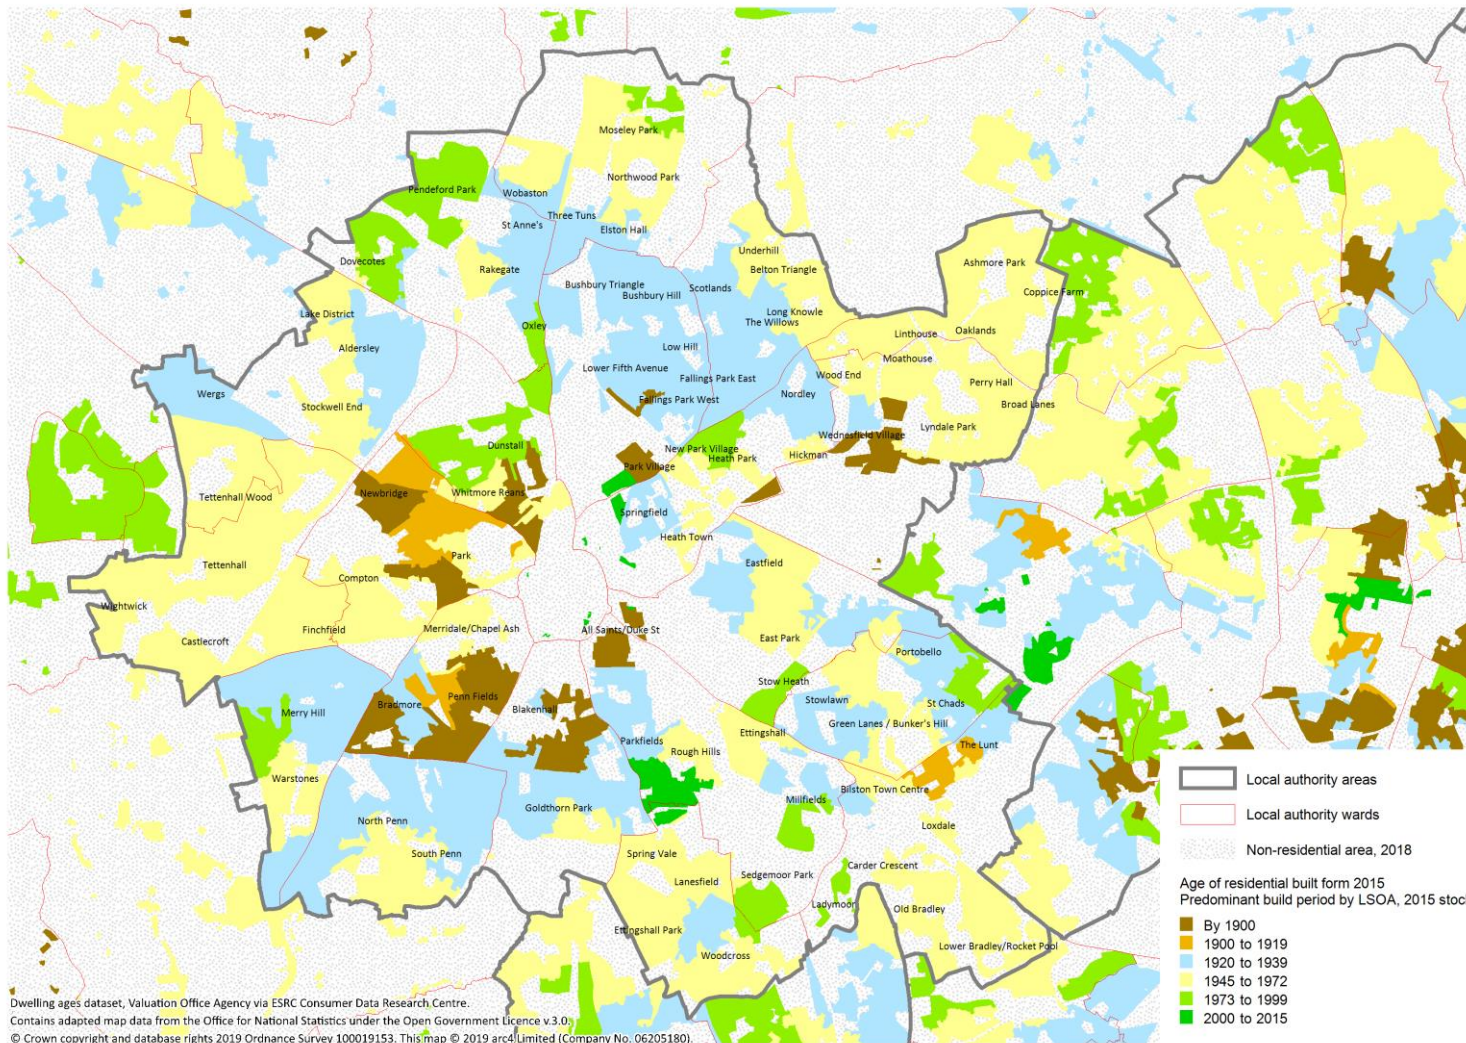 Moseley Park
Northwood Park
Pendeford Park
Wobaston
Three Tuns
St Anne's
Elston Hall
Underhill
Dovecotes
Rakegate
Belton Triangle
Ashmore Park
Bushbury Triangle
Scotlands
Bushbury Hill
Coppice Farm
Lake District
Long Knowle
The Willows
Oxley
Linthouse
Oaklands
Aldersley
Low Hill
Moathouse
Lower Fifth Avenue
Wood End
Fallings Park East
Perry Hall
Wergs
Nordley
Fallings Park West
Stockwell End
Broad Lanes
Lyndale Park
Wednesfield Village
Dunstall
New Park Village
Hickman
Heath Park
Park Village
Newbridge
Whitmore Reans
Tettenhall Wood
Springfield
Heath Town
Park
Tettenhall
Eastfield
Compton
Wightwick
Finchfield
Merridale/Chapel Ash
All Saints/Duke St
Castlecroft
East Park
Portobello
Stow Heath
Penn Fields
Stowlawn
St Chads
Bradmore
Merry Hill
Blakenhall
Green Lanes / Bunker's Hill
Ettingshall
Parkfields
The Lunt
Rough Hills
Warstones
Bilston Town Centre
Millfields
Goldthorn Park
North Penn
Loxdale
South Penn
Spring Vale
Carder Crescent
Sedgemoor Park
Lanesfield
Ladymoor
Old Bradley
Ettingshall Park
Lower Bradley/Rocket Pool
Woodcross
Local authority areas
Local authority wards
Non-residential area, 2018
Age of residential built form 2015
Predominant build period by LSOA, 2015 stoc
By 1900
1900 to 1919
1920 to 1939
1945 to 1972
1973 to 1999
2000 to 2015
Dwelling ages dataset, Valuation Office Agency via ESRC Consumer Data Research Centre.
Contains adapted map data from the Office for National Statistics under the Open Government Licence v.3.0.
© Crown copyright and database rights 2019 Ordnance Survey 100019153. This map © 2019 arc4 Limited (Company No. 06205180).